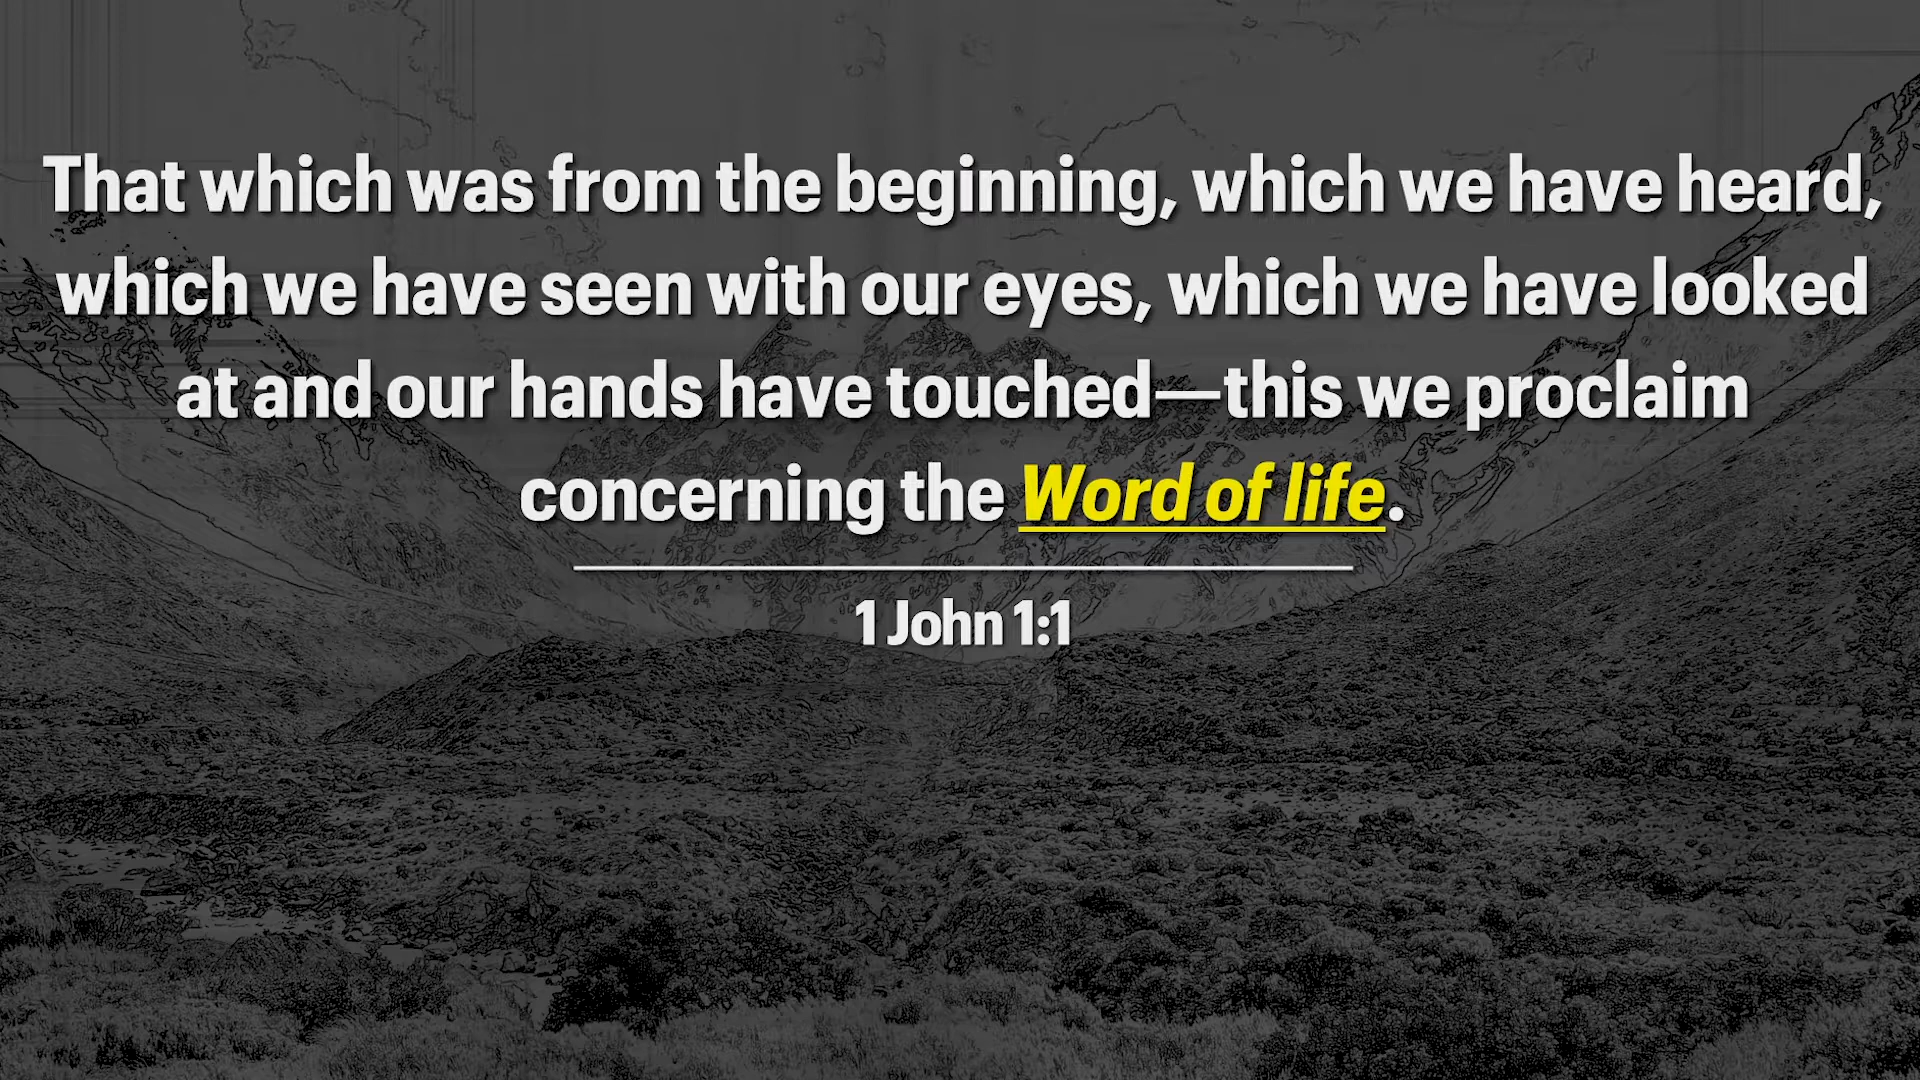 That which was from the beginning, which we have heard,
which we have seen with our eyes, which we have looked
at and our hands have touched—this we proclaim
concerning the Word of life.
1 John 1:1